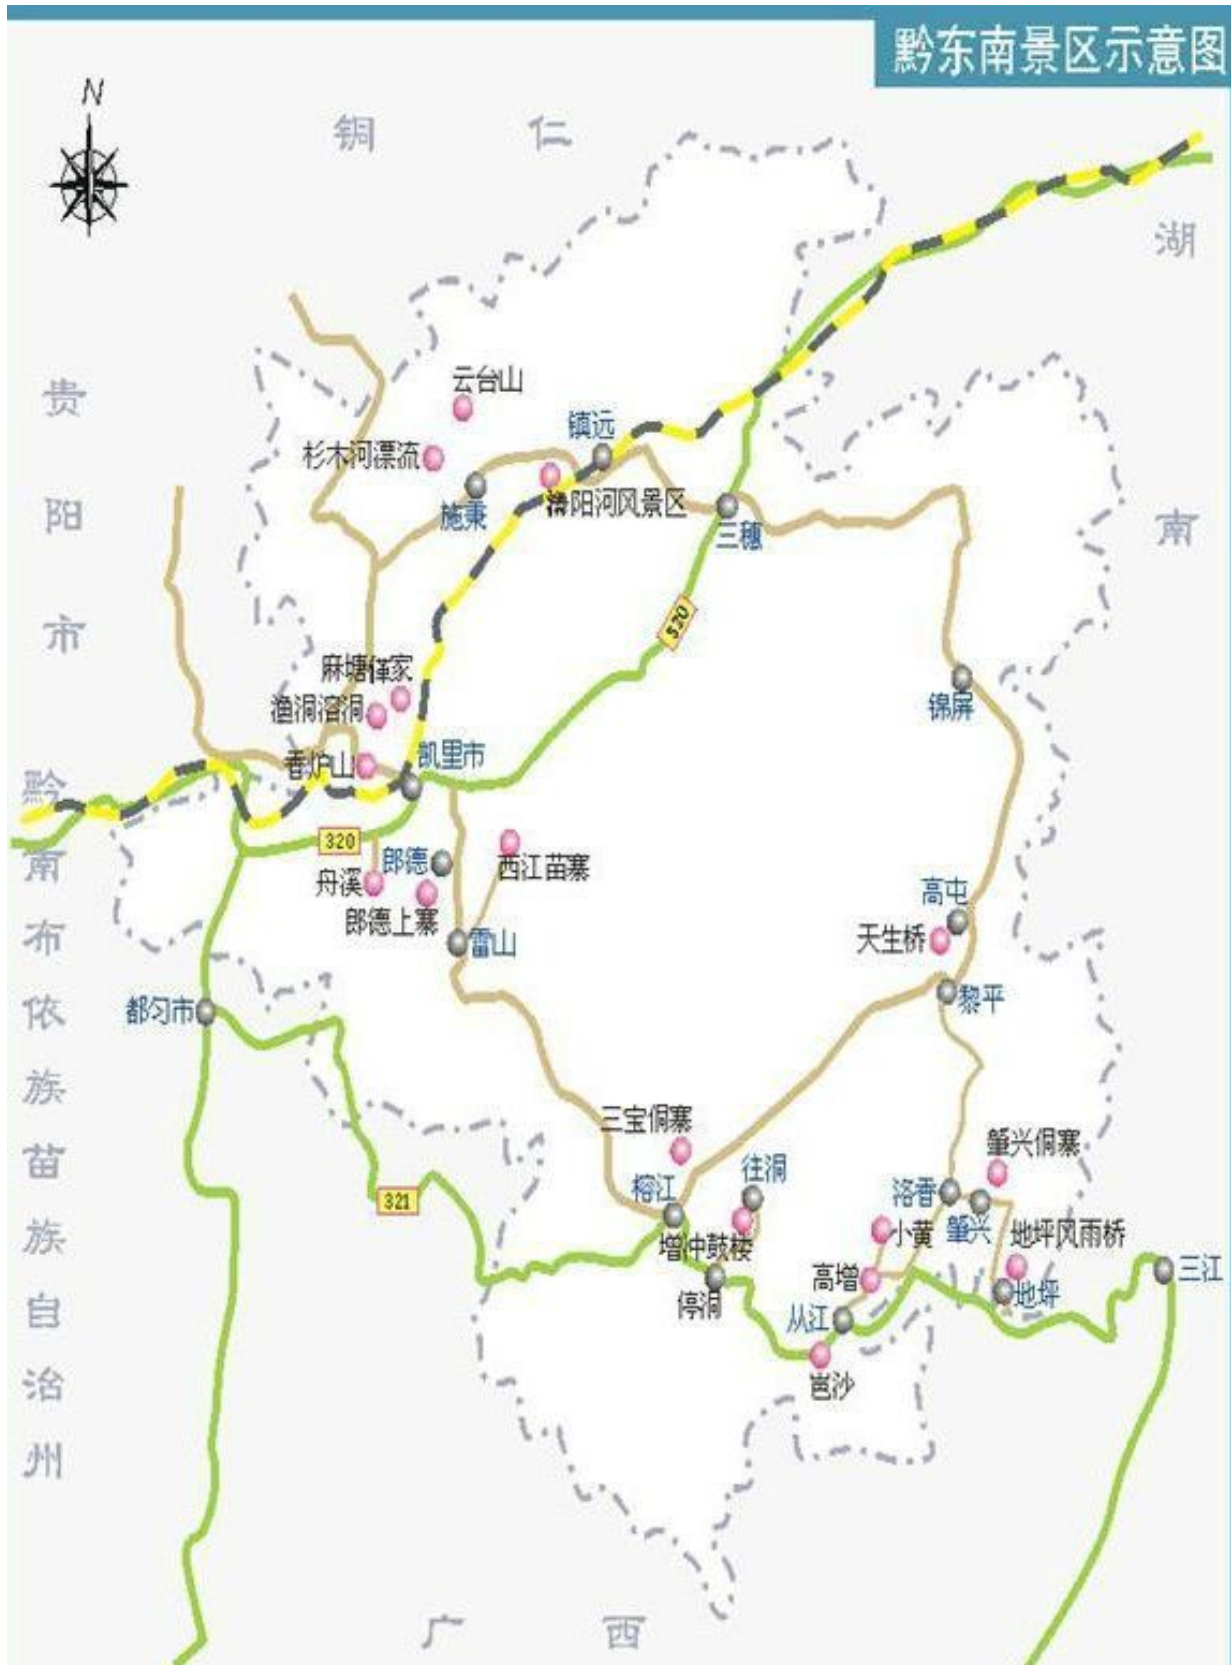 黔东南景区示意图
N
铜仁
湖南
贵阳市
云台山
镇远
杉木河漂流
施秉
㵲阳河风景区
三穗
320
麻塘僅家
渔洞溶洞
锦屏
香炉山
凯里市
黔南布依族苗族自治州
320
郎德
西江苗寨
舟溪
郎德上寨
雷山
高屯
天生桥
黎平
都匀市
三宝侗寨
肇兴侗寨
往洞
321
榕江
洛香
肇兴
增冲鼓楼
小黄
地坪风雨桥
高增
三江
停洞
从江
地坪
岜沙
广西